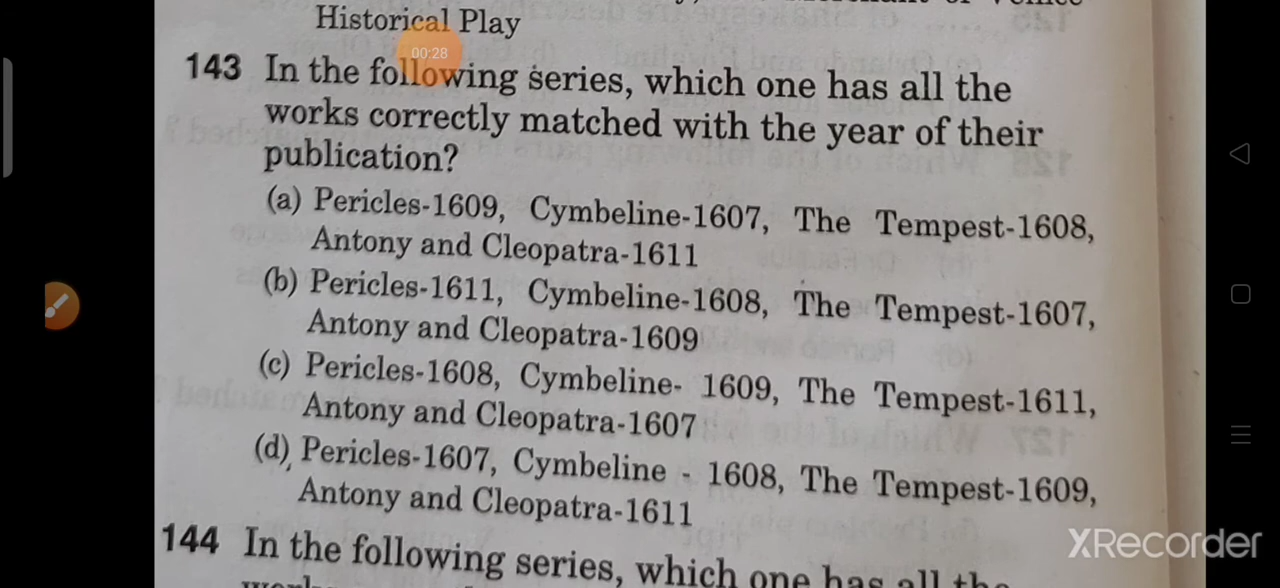 Historical Play
00:28
143 In the following series, which one has all the
works correctly matched with the year of their
publication?
(a) Pericles-1609, Cymbeline-1607, The Tempest-1608,
Antony and Cleopatra-1611
(b) Pericles-1611, Cymbeline-1608, The Tempest-1607,
Antony and Cleopatra-1609
(c) Pericles-1608, Cymbeline- 1609, The Tempest-1611,
Antony and Cleopatra-1607
(d) Pericles-1607, Cymbeline - 1608, The Tempest-1609,
Antony and Cleopatra-1611
144 In the following series, which one has all the
XRecorder